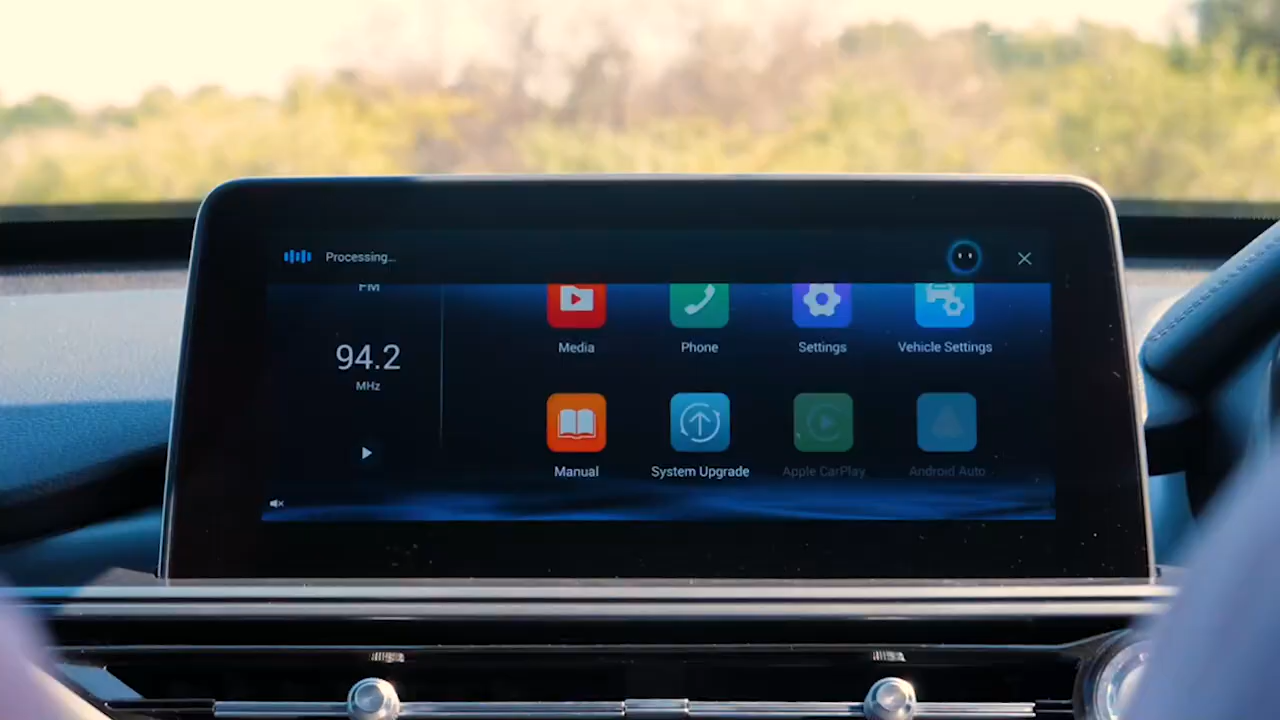 Processing...
FM
94.2
MHz
Media
Phone
Settings
Vehicle Settings
Manual
System Upgrade
Apple CarPlay
Android Auto